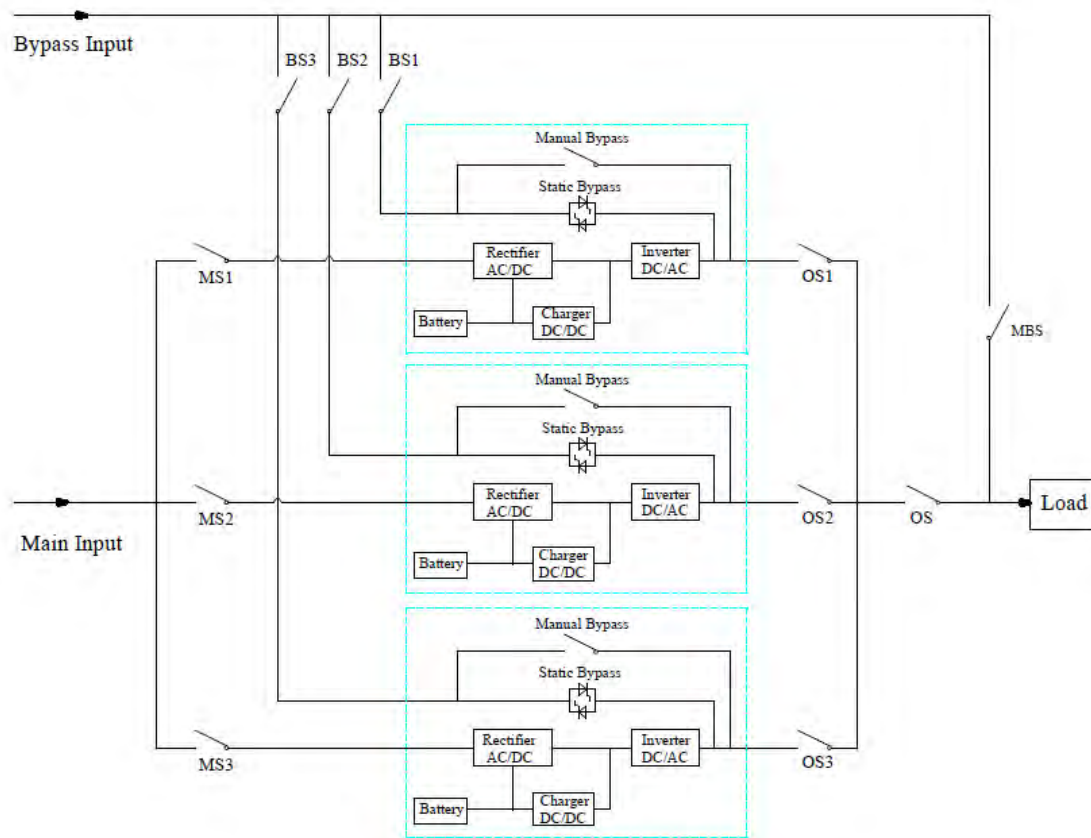 Bypass Input
BS3
BS2
BS1
Manual Bypass
Static Bypass
Rectifier
AC/DC
Inverter
DC/AC
MS1
OS1
Battery
Charger
DC/DC
MBS
Manual Bypass
Static Bypass
Rectifier
AC/DC
Inverter
DC/AC
Load
MS2
OS2
OS
Main Input
Battery
Charger
DC/DC
Manual Bypass
Static Bypass
Rectifier
AC/DC
Inverter
DC/AC
MS3
OS3
Battery
Charger
DC/DC